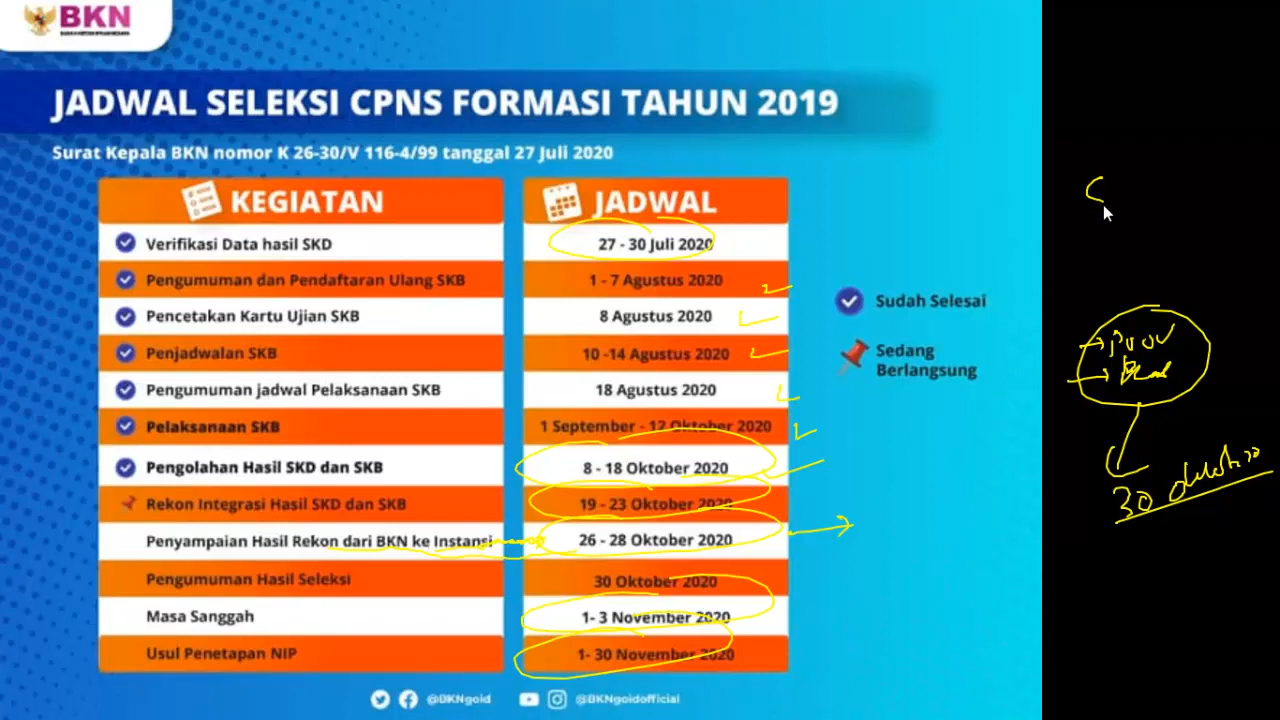 BKN
JADWAL SELEKSI CPNS FORMASI TAHUN 2019
Surat Kepala BKN nomor K 26-30/V 116-4/99 tanggal 27 Juli 2020
KEGIATAN JADWAL
Verifikasi Data hasil SKD 27 - 30 Juli 2020
Pengumuman dan Pendaftaran Ulang SKB 1 - 7 Agustus 2020
Pencetakan Kartu Ujian SKB 8 Agustus 2020
Penjadwalan SKB 10 -14 Agustus 2020
Pengumuman jadwal Pelaksanaan SKB 18 Agustus 2020
Pelaksanaan SKB 1 September - 12 Oktober 2020
Pengolahan Hasil SKD dan SKB 8 - 18 Oktober 2020
Rekon Integrasi Hasil SKD dan SKB 19 - 23 Oktober 2020
Penyampaian Hasil Rekon dari BKN ke Instansi 26 - 28 Oktober 2020
Pengumuman Hasil Seleksi 30 Oktober 2020
Masa Sanggah 1- 3 November 2020
Usul Penetapan NIP 1- 30 November 2020
Sudah Selesai
Sedang
Berlangsung
30
@BKNgoid @BKNgoidofficial